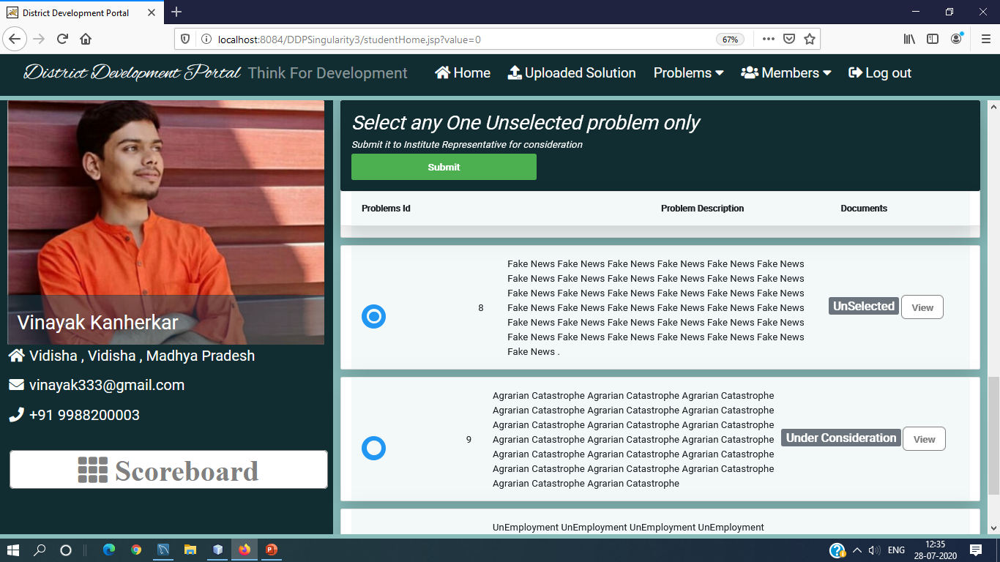 District Development Portal
localhost:8084/DDPSingularity3/studentHome.jsp?value=0
67%
District Development Portal Think For Development Home Uploaded Solution Problems Members Log out
Vinayak Kanherkar
Vidisha , Vidisha , Madhya Pradesh
vinayak333@gmail.com
+91 9988200003
Scoreboard
Select any One Unselected problem only
Submit it to Institute Representative for consideration
Submit
Problems Id Problem Description Documents
Fake News Fake News Fake News Fake News Fake News Fake News
Fake News Fake News Fake News Fake News Fake News Fake News
Fake News Fake News Fake News Fake News Fake News Fake News
8 Fake News Fake News Fake News Fake News Fake News Fake News UnSelected View
Fake News Fake News Fake News Fake News Fake News Fake News
Fake News Fake News Fake News Fake News Fake News Fake News
Fake News .
Agrarian Catastrophe Agrarian Catastrophe Agrarian Catastrophe
Agrarian Catastrophe Agrarian Catastrophe Agrarian Catastrophe
Agrarian Catastrophe Agrarian Catastrophe Agrarian Catastrophe
9 Agrarian Catastrophe Agrarian Catastrophe Agrarian Catastrophe Under Consideration View
Agrarian Catastrophe Agrarian Catastrophe Agrarian Catastrophe
Agrarian Catastrophe Agrarian Catastrophe Agrarian Catastrophe
Agrarian Catastrophe Agrarian Catastrophe
UnEmployment UnEmployment UnEmployment UnEmployment
ENG
12:35
28-07-2020